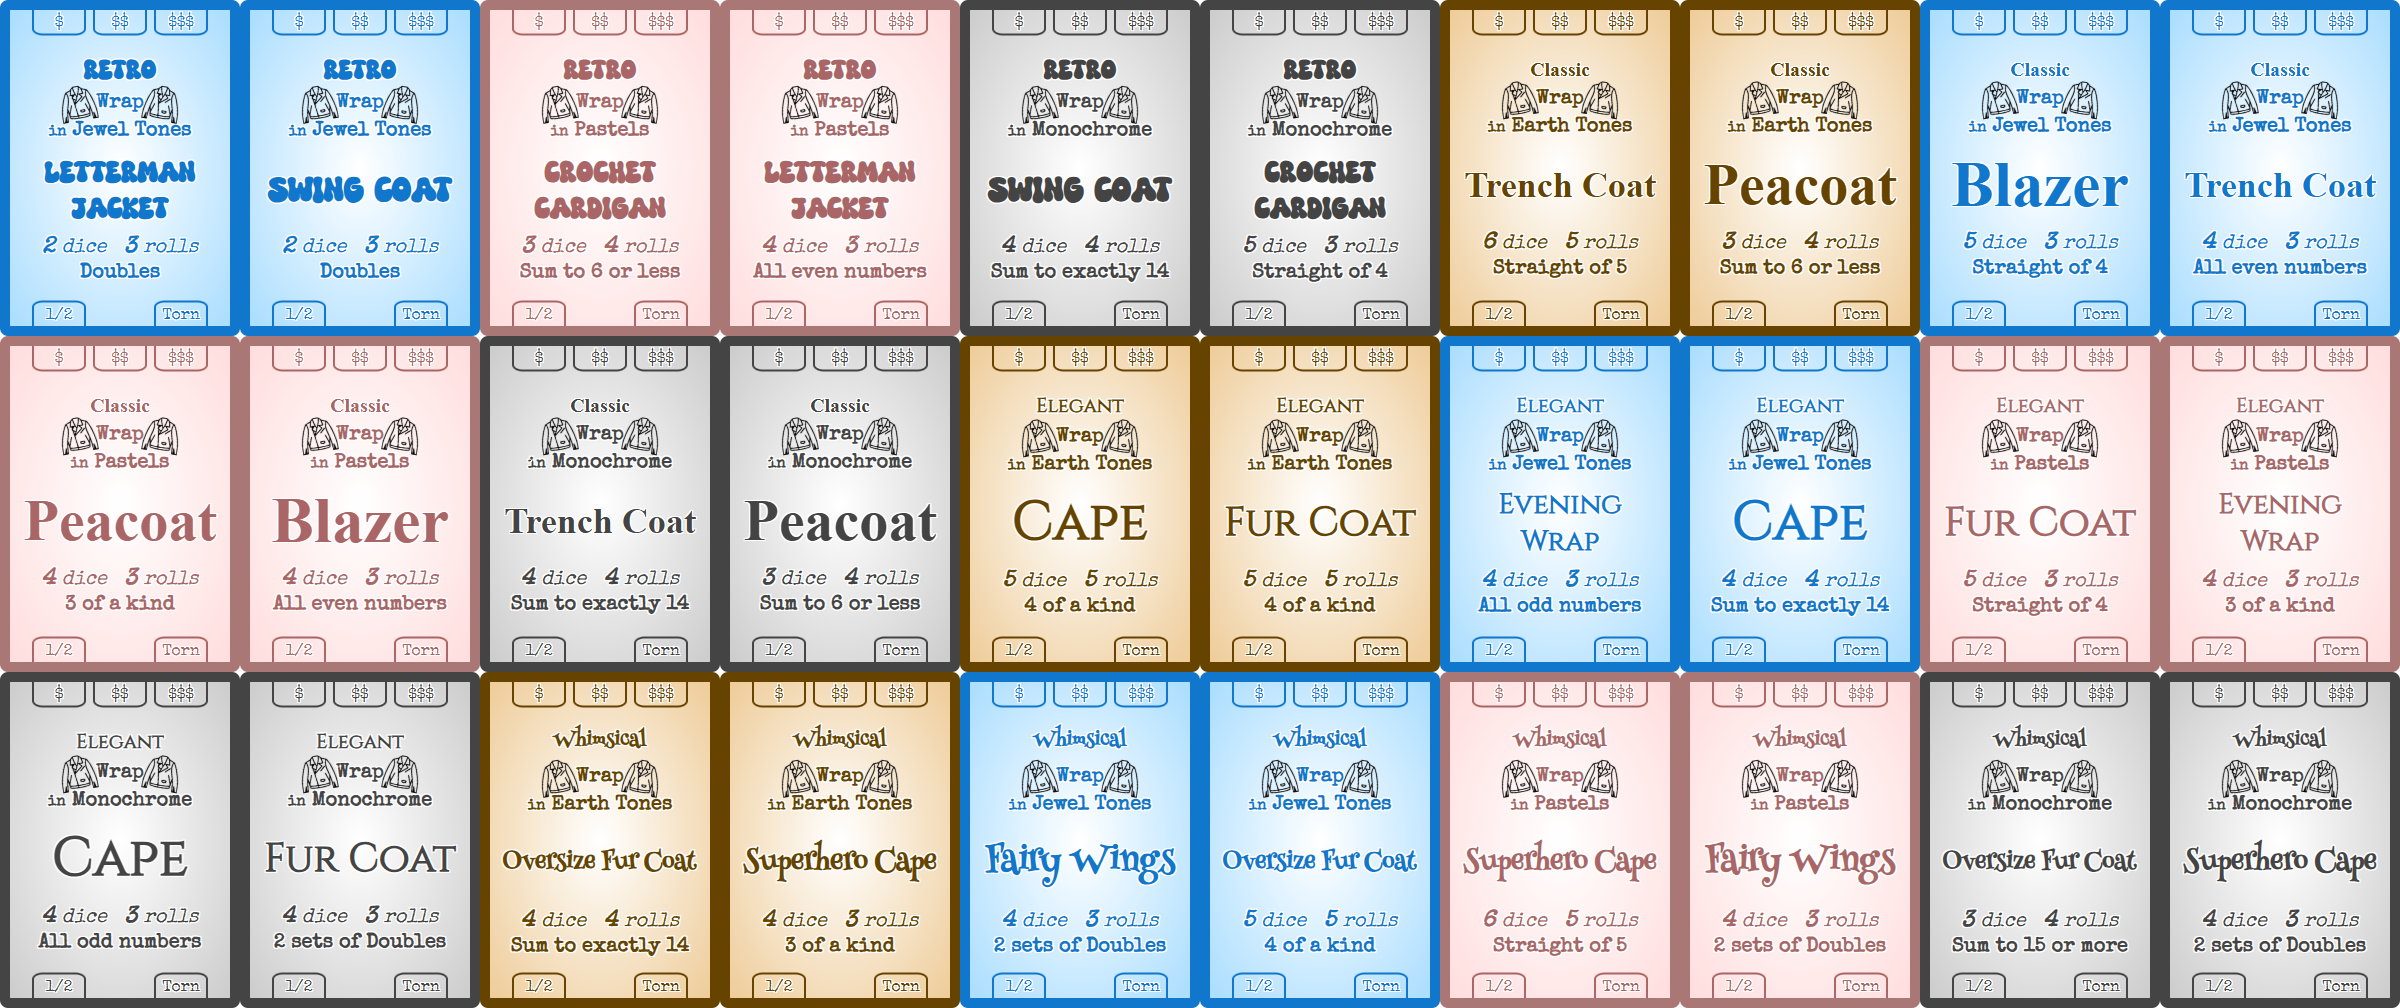 $ $$ $$$
RETRO
Wrap
in Jewel Tones
LETTERMAN
JACKET
2 dice 3 rolls
Doubles
1/2 Torn
$ $$ $$$
RETRO
Wrap
in Jewel Tones
SWING COAT
2 dice 3 rolls
Doubles
1/2 Torn
$ $$ $$$
RETRO
Wrap
in Pastels
CROCHET
CARDIGAN
3 dice 4 rolls
Sum to 6 or less
1/2 Torn
$ $$ $$$
RETRO
Wrap
in Pastels
LETTERMAN
JACKET
4 dice 3 rolls
All even numbers
1/2 Torn
$ $$ $$$
RETRO
Wrap
in Monochrome
SWING COAT
4 dice 4 rolls
Sum to exactly 14
1/2 Torn
$ $$ $$$
RETRO
Wrap
in Monochrome
CROCHET
CARDIGAN
5 dice 3 rolls
Straight of 4
1/2 Torn
$ $$ $$$
Classic
Wrap
in Earth Tones
Trench Coat
6 dice 5 rolls
Straight of 5
1/2 Torn
$ $$ $$$
Classic
Wrap
in Earth Tones
Peacoat
3 dice 4 rolls
Sum to 6 or less
1/2 Torn
$ $$ $$$
Classic
Wrap
in Jewel Tones
Blazer
5 dice 3 rolls
Straight of 4
1/2 Torn
$ $$ $$$
Classic
Wrap
in Jewel Tones
Trench Coat
4 dice 3 rolls
All even numbers
1/2 Torn
$ $$ $$$
Classic
Wrap
in Pastels
Peacoat
4 dice 3 rolls
3 of a kind
1/2 Torn
$ $$ $$$
Classic
Wrap
in Pastels
Blazer
4 dice 3 rolls
All even numbers
1/2 Torn
$ $$ $$$
Classic
Wrap
in Monochrome
Trench Coat
4 dice 4 rolls
Sum to exactly 14
1/2 Torn
$ $$ $$$
Classic
Wrap
in Monochrome
Peacoat
3 dice 4 rolls
Sum to 6 or less
1/2 Torn
$ $$ $$$
Elegant
Wrap
in Earth Tones
Cape
5 dice 5 rolls
4 of a kind
1/2 Torn
$ $$ $$$
Elegant
Wrap
in Earth Tones
Fur Coat
5 dice 5 rolls
4 of a kind
1/2 Torn
$ $$ $$$
Elegant
Wrap
in Jewel Tones
Evening
Wrap
4 dice 3 rolls
All odd numbers
1/2 Torn
$ $$ $$$
Elegant
Wrap
in Jewel Tones
Cape
4 dice 4 rolls
Sum to exactly 14
1/2 Torn
$ $$ $$$
Elegant
Wrap
in Pastels
Fur Coat
5 dice 3 rolls
Straight of 4
1/2 Torn
$ $$ $$$
Elegant
Wrap
in Pastels
Evening
Wrap
4 dice 3 rolls
3 of a kind
1/2 Torn
$ $$ $$$
Elegant
Wrap
in Monochrome
Cape
4 dice 3 rolls
All odd numbers
1/2 Torn
$ $$ $$$
Elegant
Wrap
in Monochrome
Fur Coat
4 dice 3 rolls
2 sets of Doubles
1/2 Torn
$ $$ $$$
Whimsical
Wrap
in Earth Tones
Oversize Fur Coat
4 dice 4 rolls
Sum to exactly 14
1/2 Torn
$ $$ $$$
Whimsical
Wrap
in Earth Tones
Superhero Cape
4 dice 3 rolls
3 of a kind
1/2 Torn
$ $$ $$$
Whimsical
Wrap
in Jewel Tones
Fairy Wings
4 dice 3 rolls
2 sets of Doubles
1/2 Torn
$ $$ $$$
Whimsical
Wrap
in Jewel Tones
Oversize Fur Coat
5 dice 5 rolls
4 of a kind
1/2 Torn
$ $$ $$$
Whimsical
Wrap
in Pastels
Superhero Cape
6 dice 5 rolls
Straight of 5
1/2 Torn
$ $$ $$$
Whimsical
Wrap
in Pastels
Fairy Wings
4 dice 3 rolls
2 sets of Doubles
1/2 Torn
$ $$ $$$
Whimsical
Wrap
in Monochrome
Oversize Fur Coat
3 dice 4 rolls
Sum to 15 or more
1/2 Torn
$ $$ $$$
Whimsical
Wrap
in Monochrome
Superhero Cape
4 dice 3 rolls
2 sets of Doubles
1/2 Torn